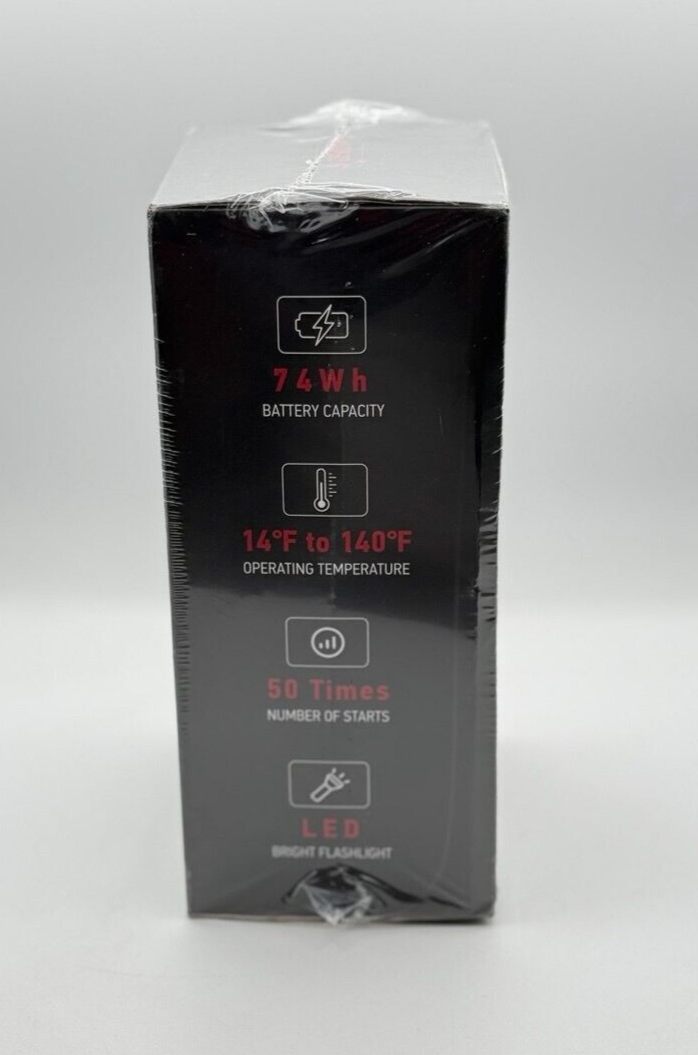 74Wh
BATTERY CAPACITY
14°F to 140°F
OPERATING TEMPERATURE
50 Times
NUMBER OF STARTS
LED
BRIGHT FLASHLIGHT